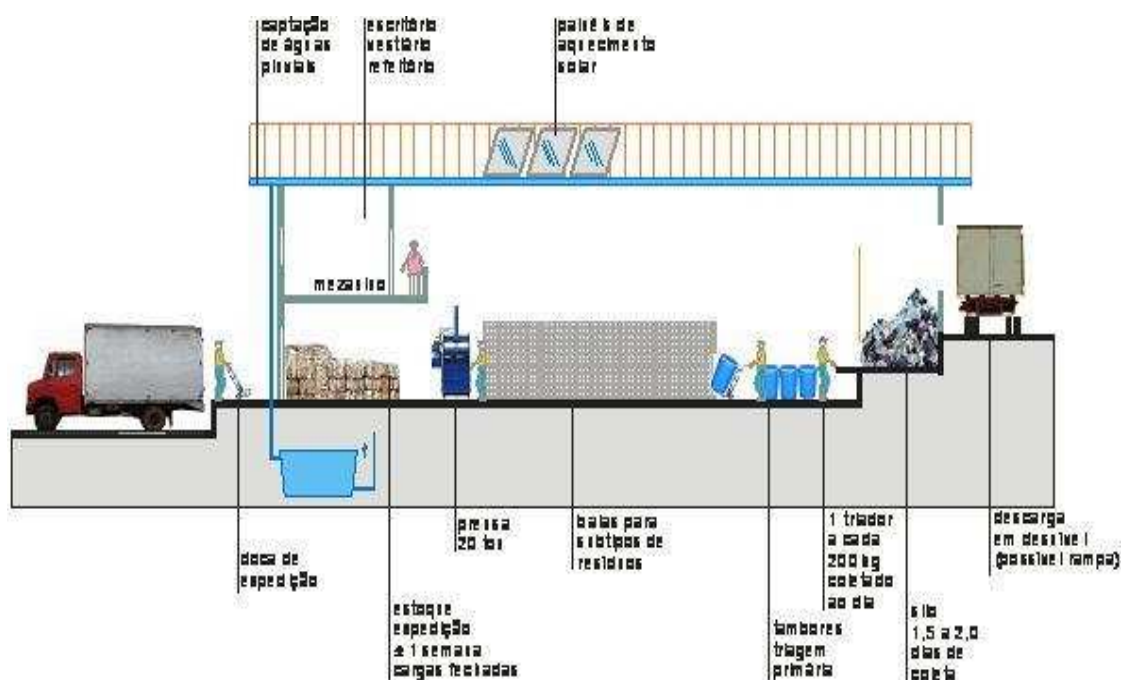 captação
de águas
pluviais
escritório
vestiário
refeitório
painéis de
aquecimento
solar
mezanino
doca de
expedição
estoque
expedição
± 1 semana
cargas fechadas
prensa
20 ton
baias para
subtipos de
resíduos
tambores
triagem
primária
1 triador
a cada
200 kg
coletado
ao dia
silo
1,5 a 2,0
dias de
coleta
descarga
em desnível
(possível rampa)